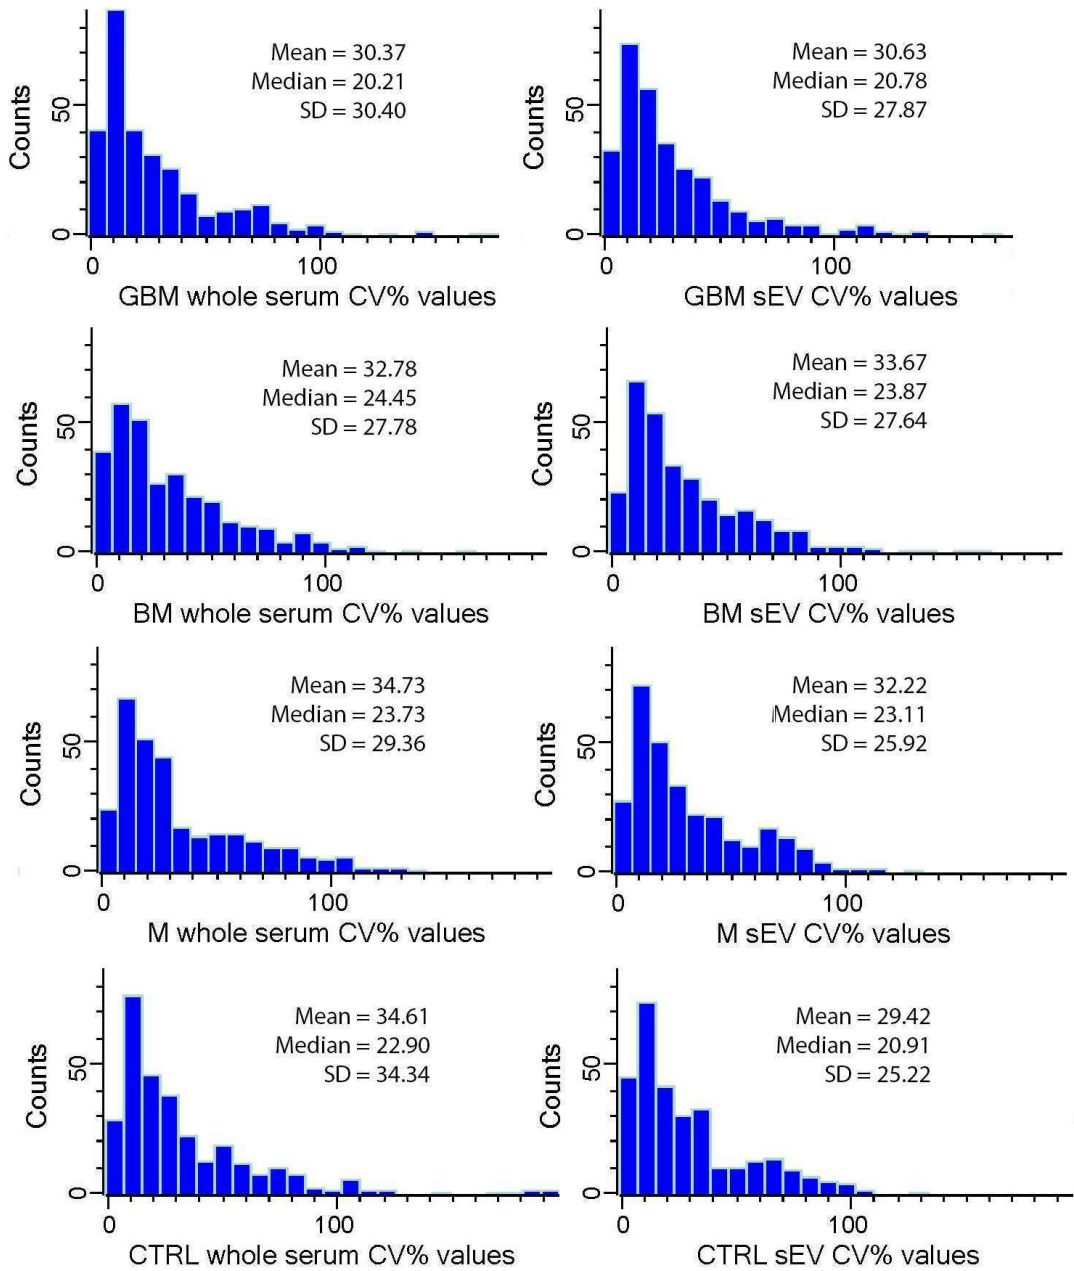 Mean = 30.37
Median = 20.21
SD = 30.40
Counts
50
0
0
100
GBM whole serum CV% values
Mean = 30.63
Median = 20.78
SD = 27.87
Counts
50
0
0
100
GBM sEV CV% values
Mean = 32.78
Median = 24.45
SD = 27.78
Counts
50
0
0
100
BM whole serum CV% values
Mean = 33.67
Median = 23.87
SD = 27.64
Counts
50
0
0
100
BM sEV CV% values
Mean = 34.73
Median = 23.73
SD = 29.36
Counts
50
0
0
100
M whole serum CV% values
Mean = 32.22
Median = 23.11
SD = 25.92
Counts
50
0
0
100
M sEV CV% values
Mean = 34.61
Median = 22.90
SD = 34.34
Counts
50
0
0
100
CTRL whole serum CV% values
Mean = 29.42
Median = 20.91
SD = 25.22
Counts
50
0
0
100
CTRL sEV CV% values